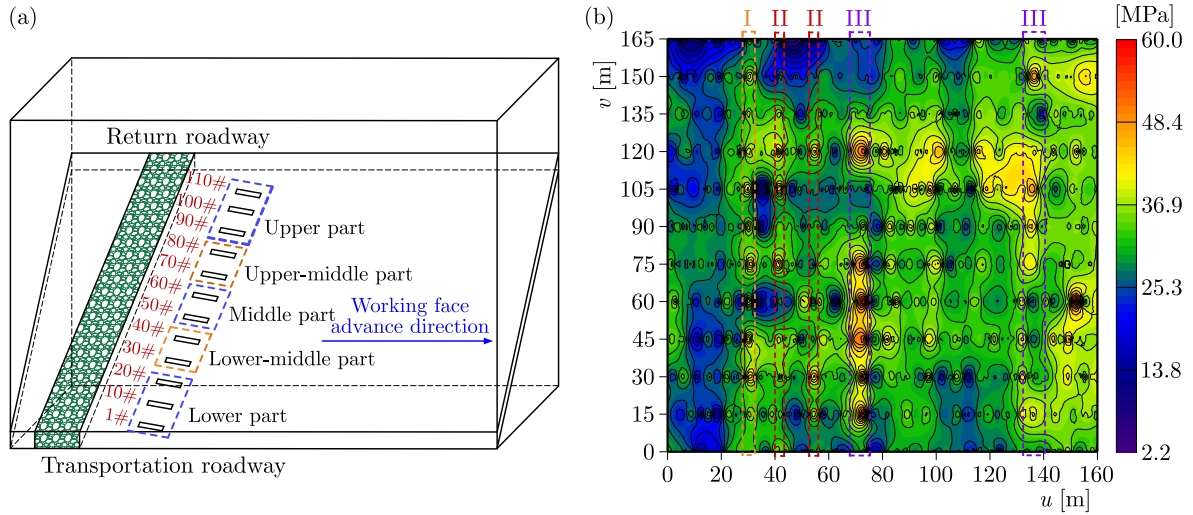 (a)
Return roadway
110#
100#
90#
80#
70#
60#
50#
40#
30#
20#
10#
1#
Upper part
Upper-middle part
Middle part
Lower-middle part
Lower part
Working face
advance direction
Transportation roadway
(b)
I II II III III
[MPa]
v [m]
165
150
135
120
105
90
75
60
45
30
15
0
0 20 40 60 80 100 120 140 160
u [m]
60.0
48.4
36.9
25.3
13.8
2.2